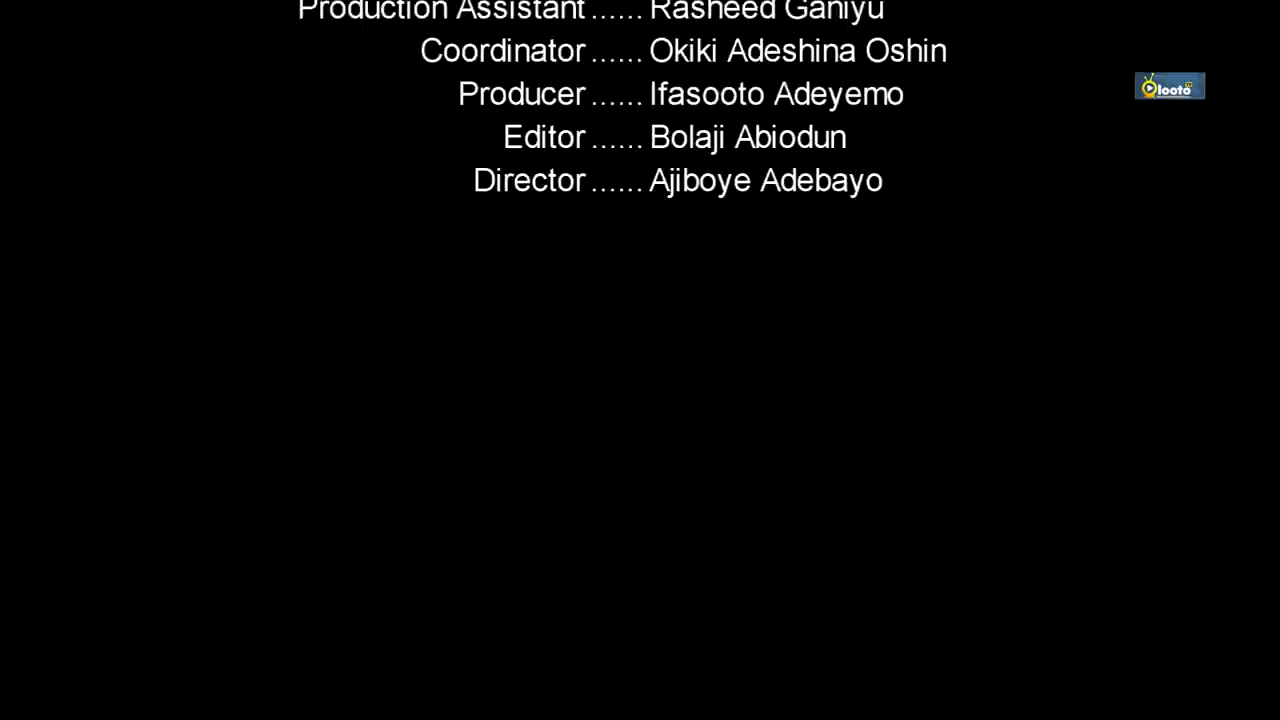 Production Assistant ...... Rasheed Ganiyu
Coordinator ...... Okiki Adeshina Oshin
Producer ...... Ifasooto Adeyemo
Olooto
Editor ...... Bolaji Abiodun
Director ...... Ajiboye Adebayo